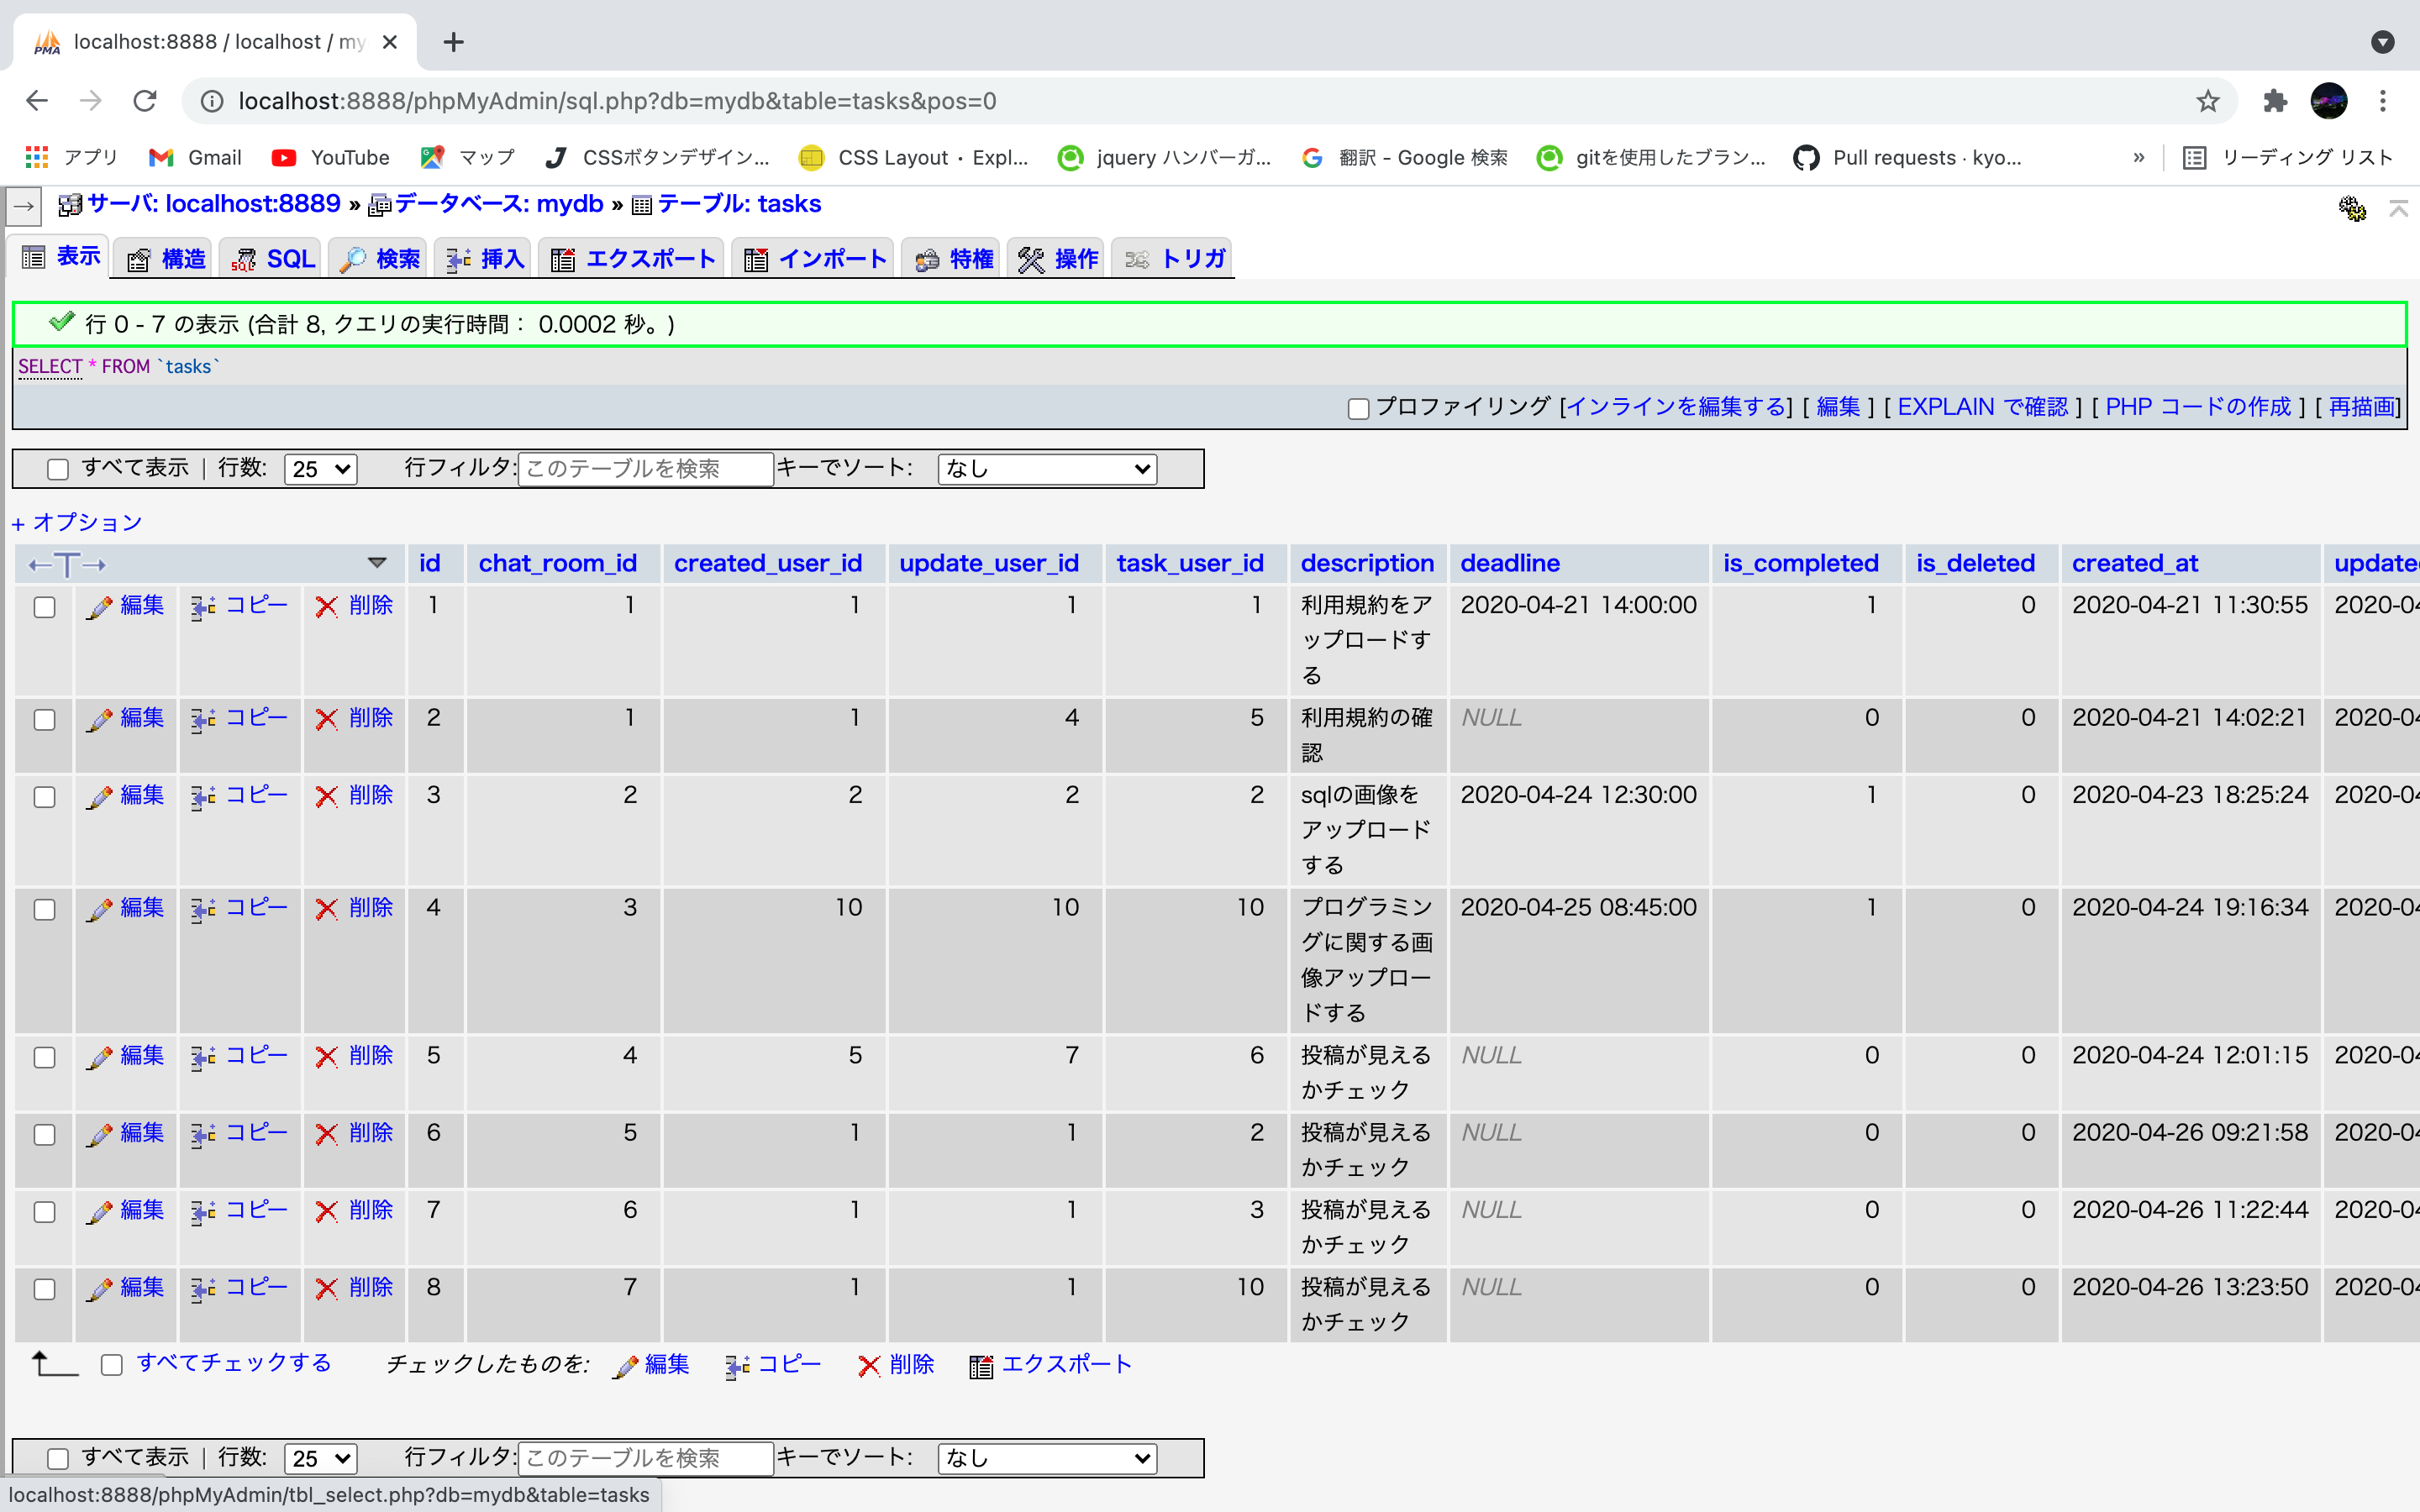 localhost:8888 / localhost / my
localhost:8888/phpMyAdmin/sql.php?db=mydb&table=tasks&pos=0
アプリ Gmail YouTube マップ CSSボタンデザイン... CSS Layout・Expl... jquery ハンバーガ... 翻訳 - Google 検索 gitを使用したブラン... Pull requests · kyo... » リーディング リスト
サーバ: localhost:8889 » データベース: mydb » テーブル: tasks
表示 構造 SQL 検索 挿入 エクスポート インポート 特権 操作 トリガ
行 0 - 7 の表示 (合計 8, クエリの実行時間： 0.0002 秒。)
SELECT * FROM `tasks`
プロファイリング [インラインを編集する] [ 編集 ] [ EXPLAIN で確認 ] [ PHP コードの作成 ] [ 再描画]
すべて表示 | 行数: 25 行フィルタ: このテーブルを検索 キーでソート: なし
+ オプション
←T→ id chat_room_id created_user_id update_user_id task_user_id description deadline is_completed is_deleted created_at update
編集 コピー 削除 1 1 1 1 1 利用規約をア 2020-04-21 14:00:00 1 0 2020-04-21 11:30:55 2020-04
ップロードす
る
編集 コピー 削除 2 1 1 4 5 利用規約の確 NULL 0 0 2020-04-21 14:02:21 2020-04
認
編集 コピー 削除 3 2 2 2 2 sqlの画像を 2020-04-24 12:30:00 1 0 2020-04-23 18:25:24 2020-04
アップロード
する
編集 コピー 削除 4 3 10 10 10 プログラミン 2020-04-25 08:45:00 1 0 2020-04-24 19:16:34 2020-04
グに関する画
像アップロー
ドする
編集 コピー 削除 5 4 5 7 6 投稿が見える NULL 0 0 2020-04-24 12:01:15 2020-04
かチェック
編集 コピー 削除 6 5 1 1 2 投稿が見える NULL 0 0 2020-04-26 09:21:58 2020-04
かチェック
編集 コピー 削除 7 6 1 1 3 投稿が見える NULL 0 0 2020-04-26 11:22:44 2020-04
かチェック
編集 コピー 削除 8 7 1 1 10 投稿が見える NULL 0 0 2020-04-26 13:23:50 2020-04
かチェック
すべてチェックする チェックしたものを: 編集 コピー 削除 エクスポート
すべて表示 | 行数: 25 行フィルタ: このテーブルを検索 キーでソート: なし
localhost:8888/phpMyAdmin/tbl_select.php?db=mydb&table=tasks